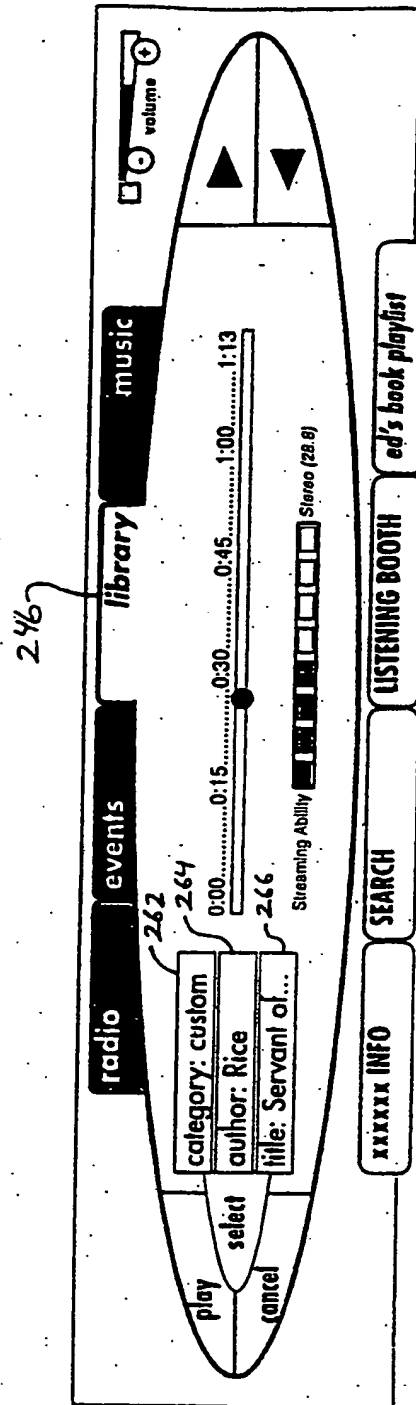 246
radio
events
library
music
volume
play
select
cancel
category: custom
author: Rice
title: Servant of...
262
264
266
0:00...........0:15...........0:30...........0:45...........1:00...........1:13
Streaming Ability
Stereo (28.8)
xxxxxx INFO
SEARCH
LISTENING BOOTH
ed's book playlist